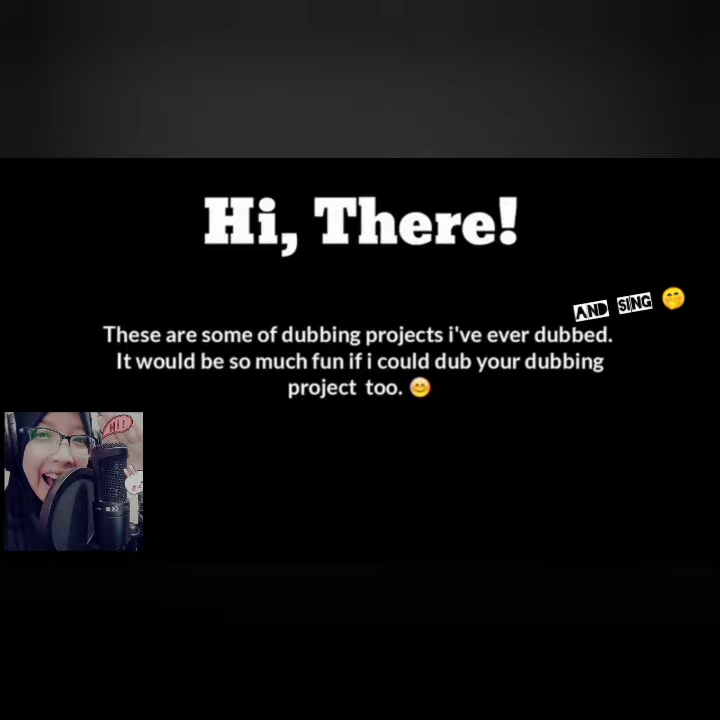 Hi, There!
AND SING 🤭
These are some of dubbing projects i've ever dubbed.
It would be so much fun if i could dub your dubbing
project too. 😊
HI!